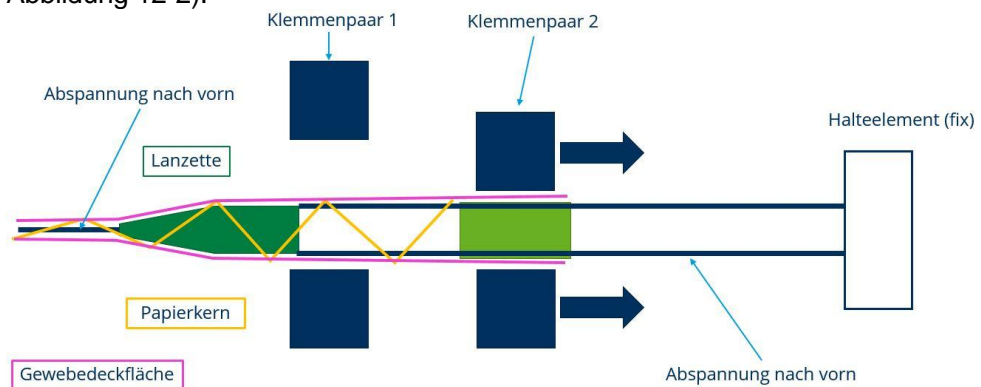 Abbildung 12-2).
Klemmenpaar 1
Klemmenpaar 2
Abspannung nach vorn
Halteelement (fix)
Lanzette
Papierkern
Gewebedeckfläche
Abspannung nach vorn